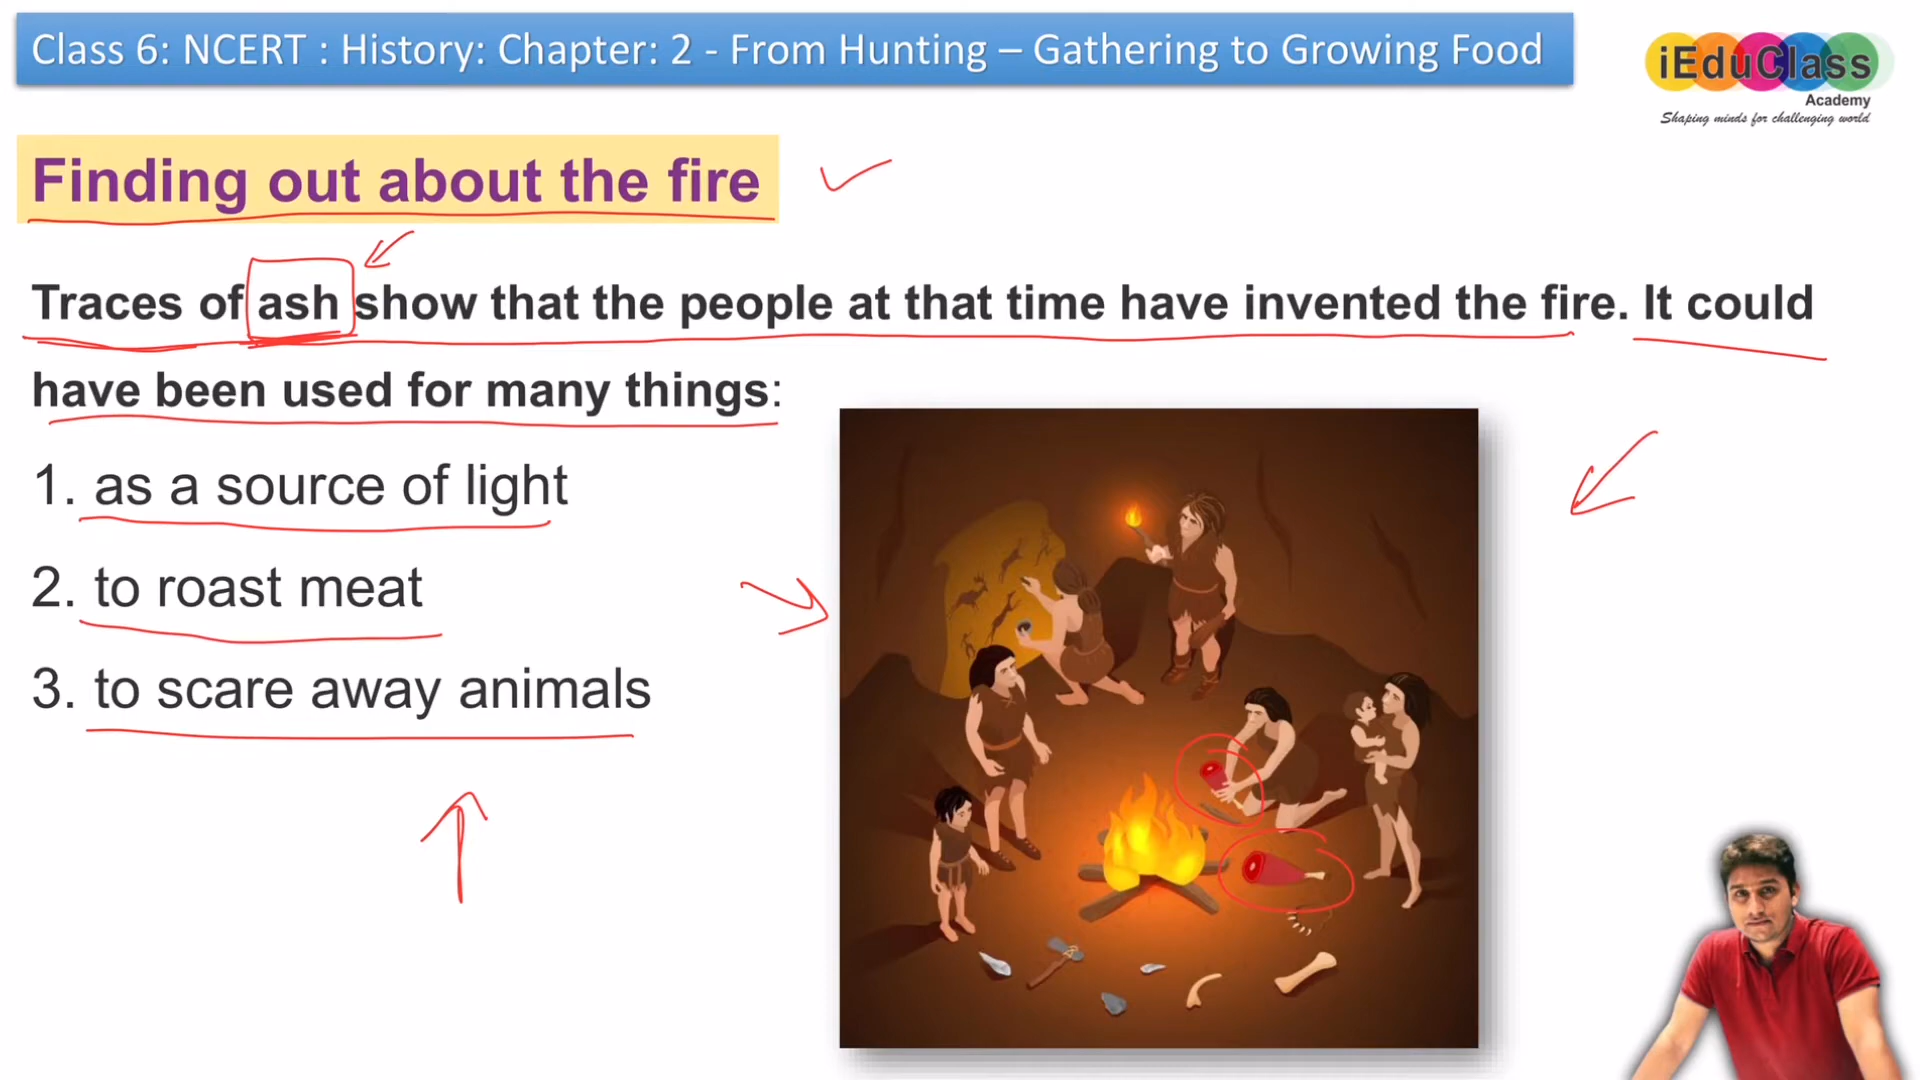 Class 6: NCERT : History: Chapter: 2 - From Hunting – Gathering to Growing Food
iEduClass
Academy
Shaping minds for challenging world
Finding out about the fire
Traces of ash show that the people at that time have invented the fire. It could
have been used for many things:
1. as a source of light
2. to roast meat
3. to scare away animals